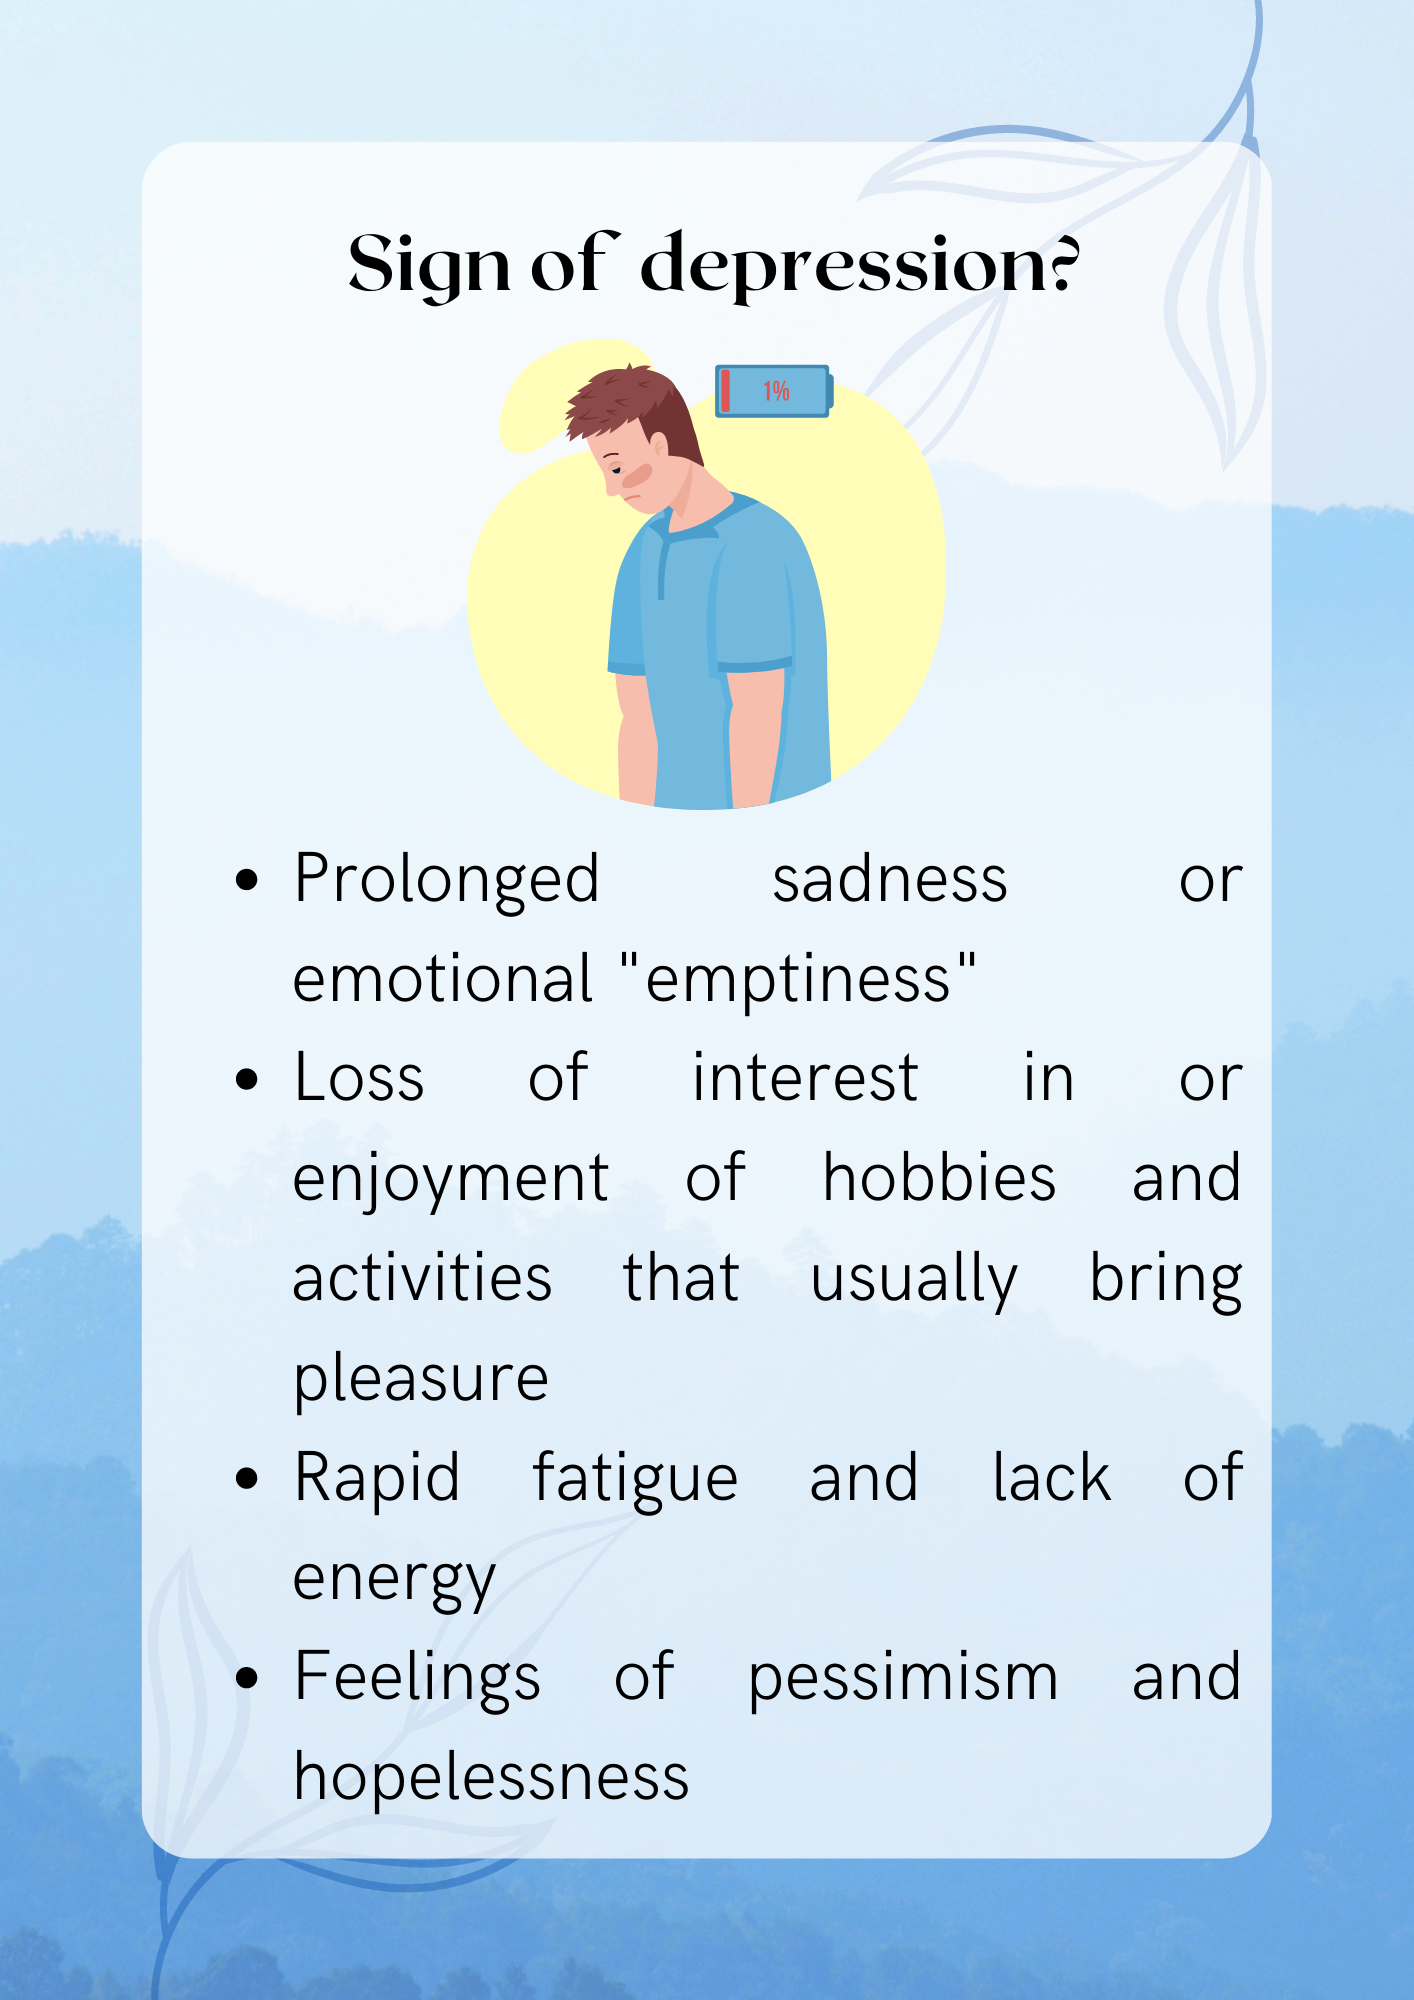 Sign of depression?
1%
• Prolonged sadness or
emotional "emptiness"
• Loss of interest in or
enjoyment of hobbies and
activities that usually bring
pleasure
• Rapid fatigue and lack of
energy
• Feelings of pessimism and
hopelessness